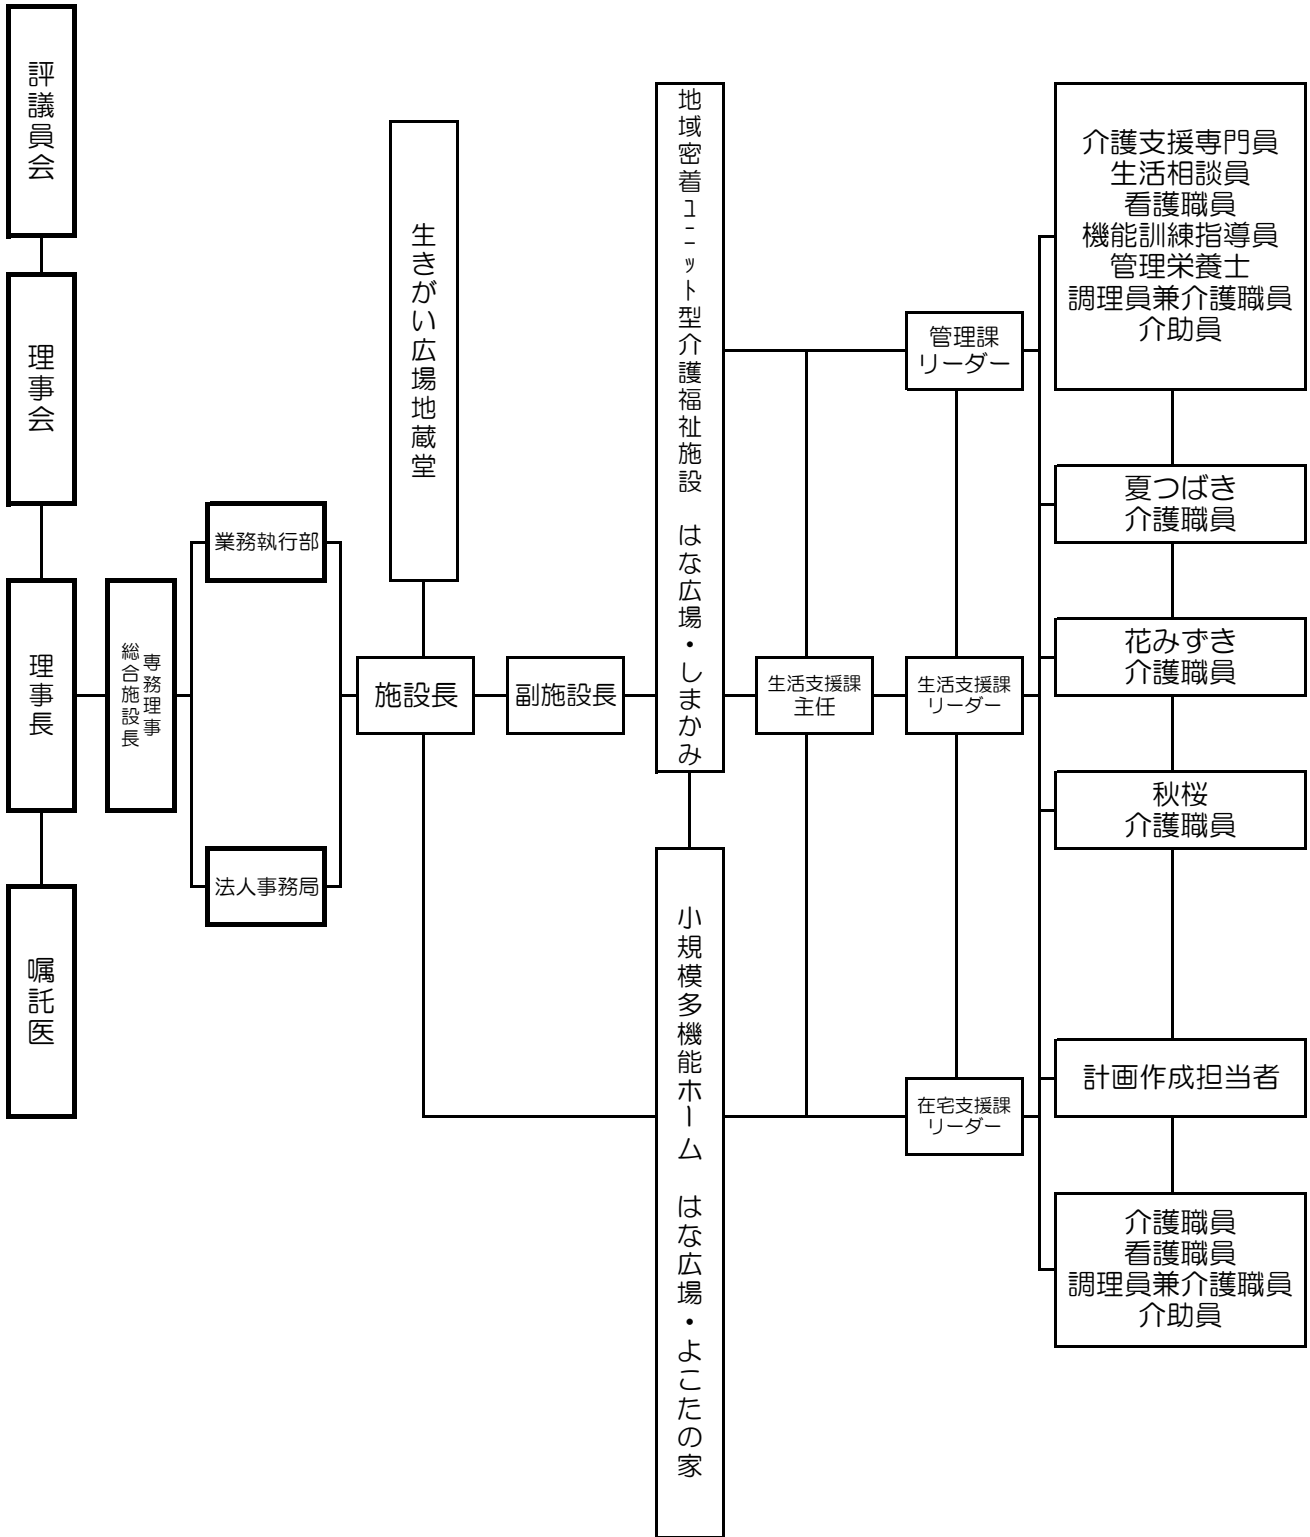 評議員会
理事会
理事長
嘱託医
専務理事
総合施設長
業務執行部
法人事務局
生きがい広場地蔵堂
施設長
副施設長
地域密着ユニット型介護福祉施設　はな広場・しまかみ
小規模多機能ホーム　はな広場・よこたの家
生活支援課
主任
管理課
リーダー
生活支援課
リーダー
在宅支援課
リーダー
介護支援専門員
生活相談員
看護職員
機能訓練指導員
管理栄養士
調理員兼介護職員
介助員
夏つばき
介護職員
花みずき
介護職員
秋桜
介護職員
計画作成担当者
介護職員
看護職員
調理員兼介護職員
介助員